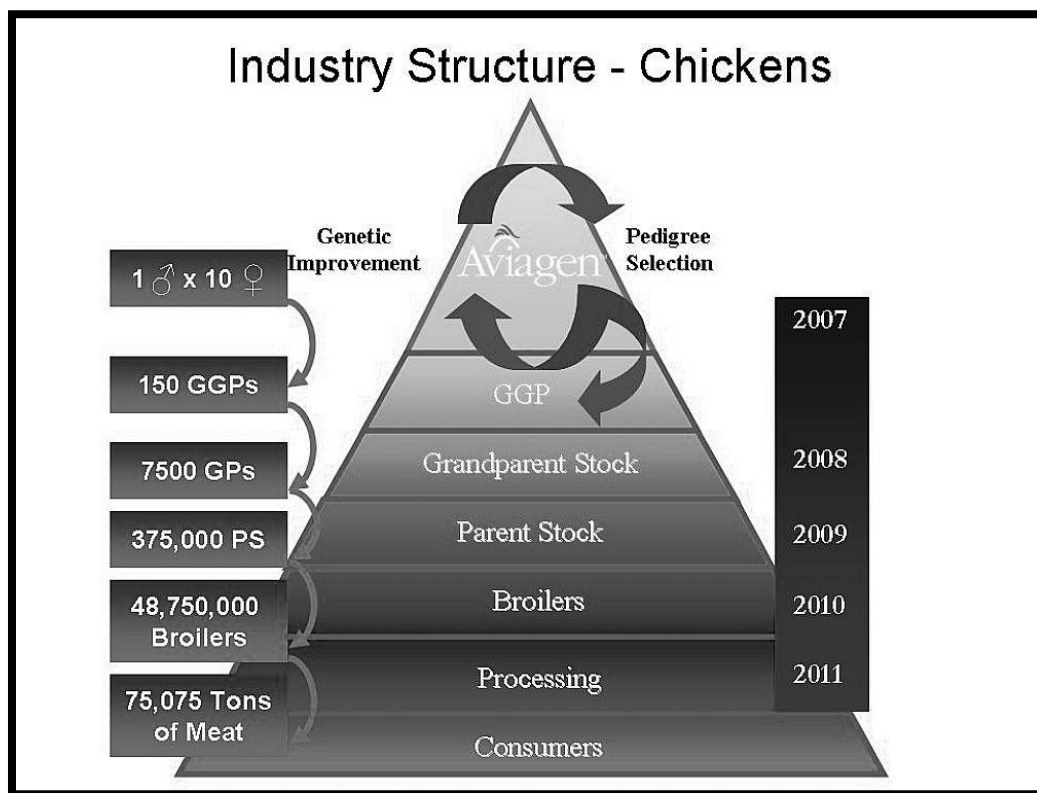 Industry Structure - Chickens
Genetic
Improvement
Pedigree
Selection
Aviagen
1 ♂ x 10 ♀
150 GGPs
7500 GPs
375,000 PS
48,750,000
Broilers
75,075 Tons
of Meat
GGP
Grandparent Stock
Parent Stock
Broilers
Processing
Consumers
2007
2008
2009
2010
2011